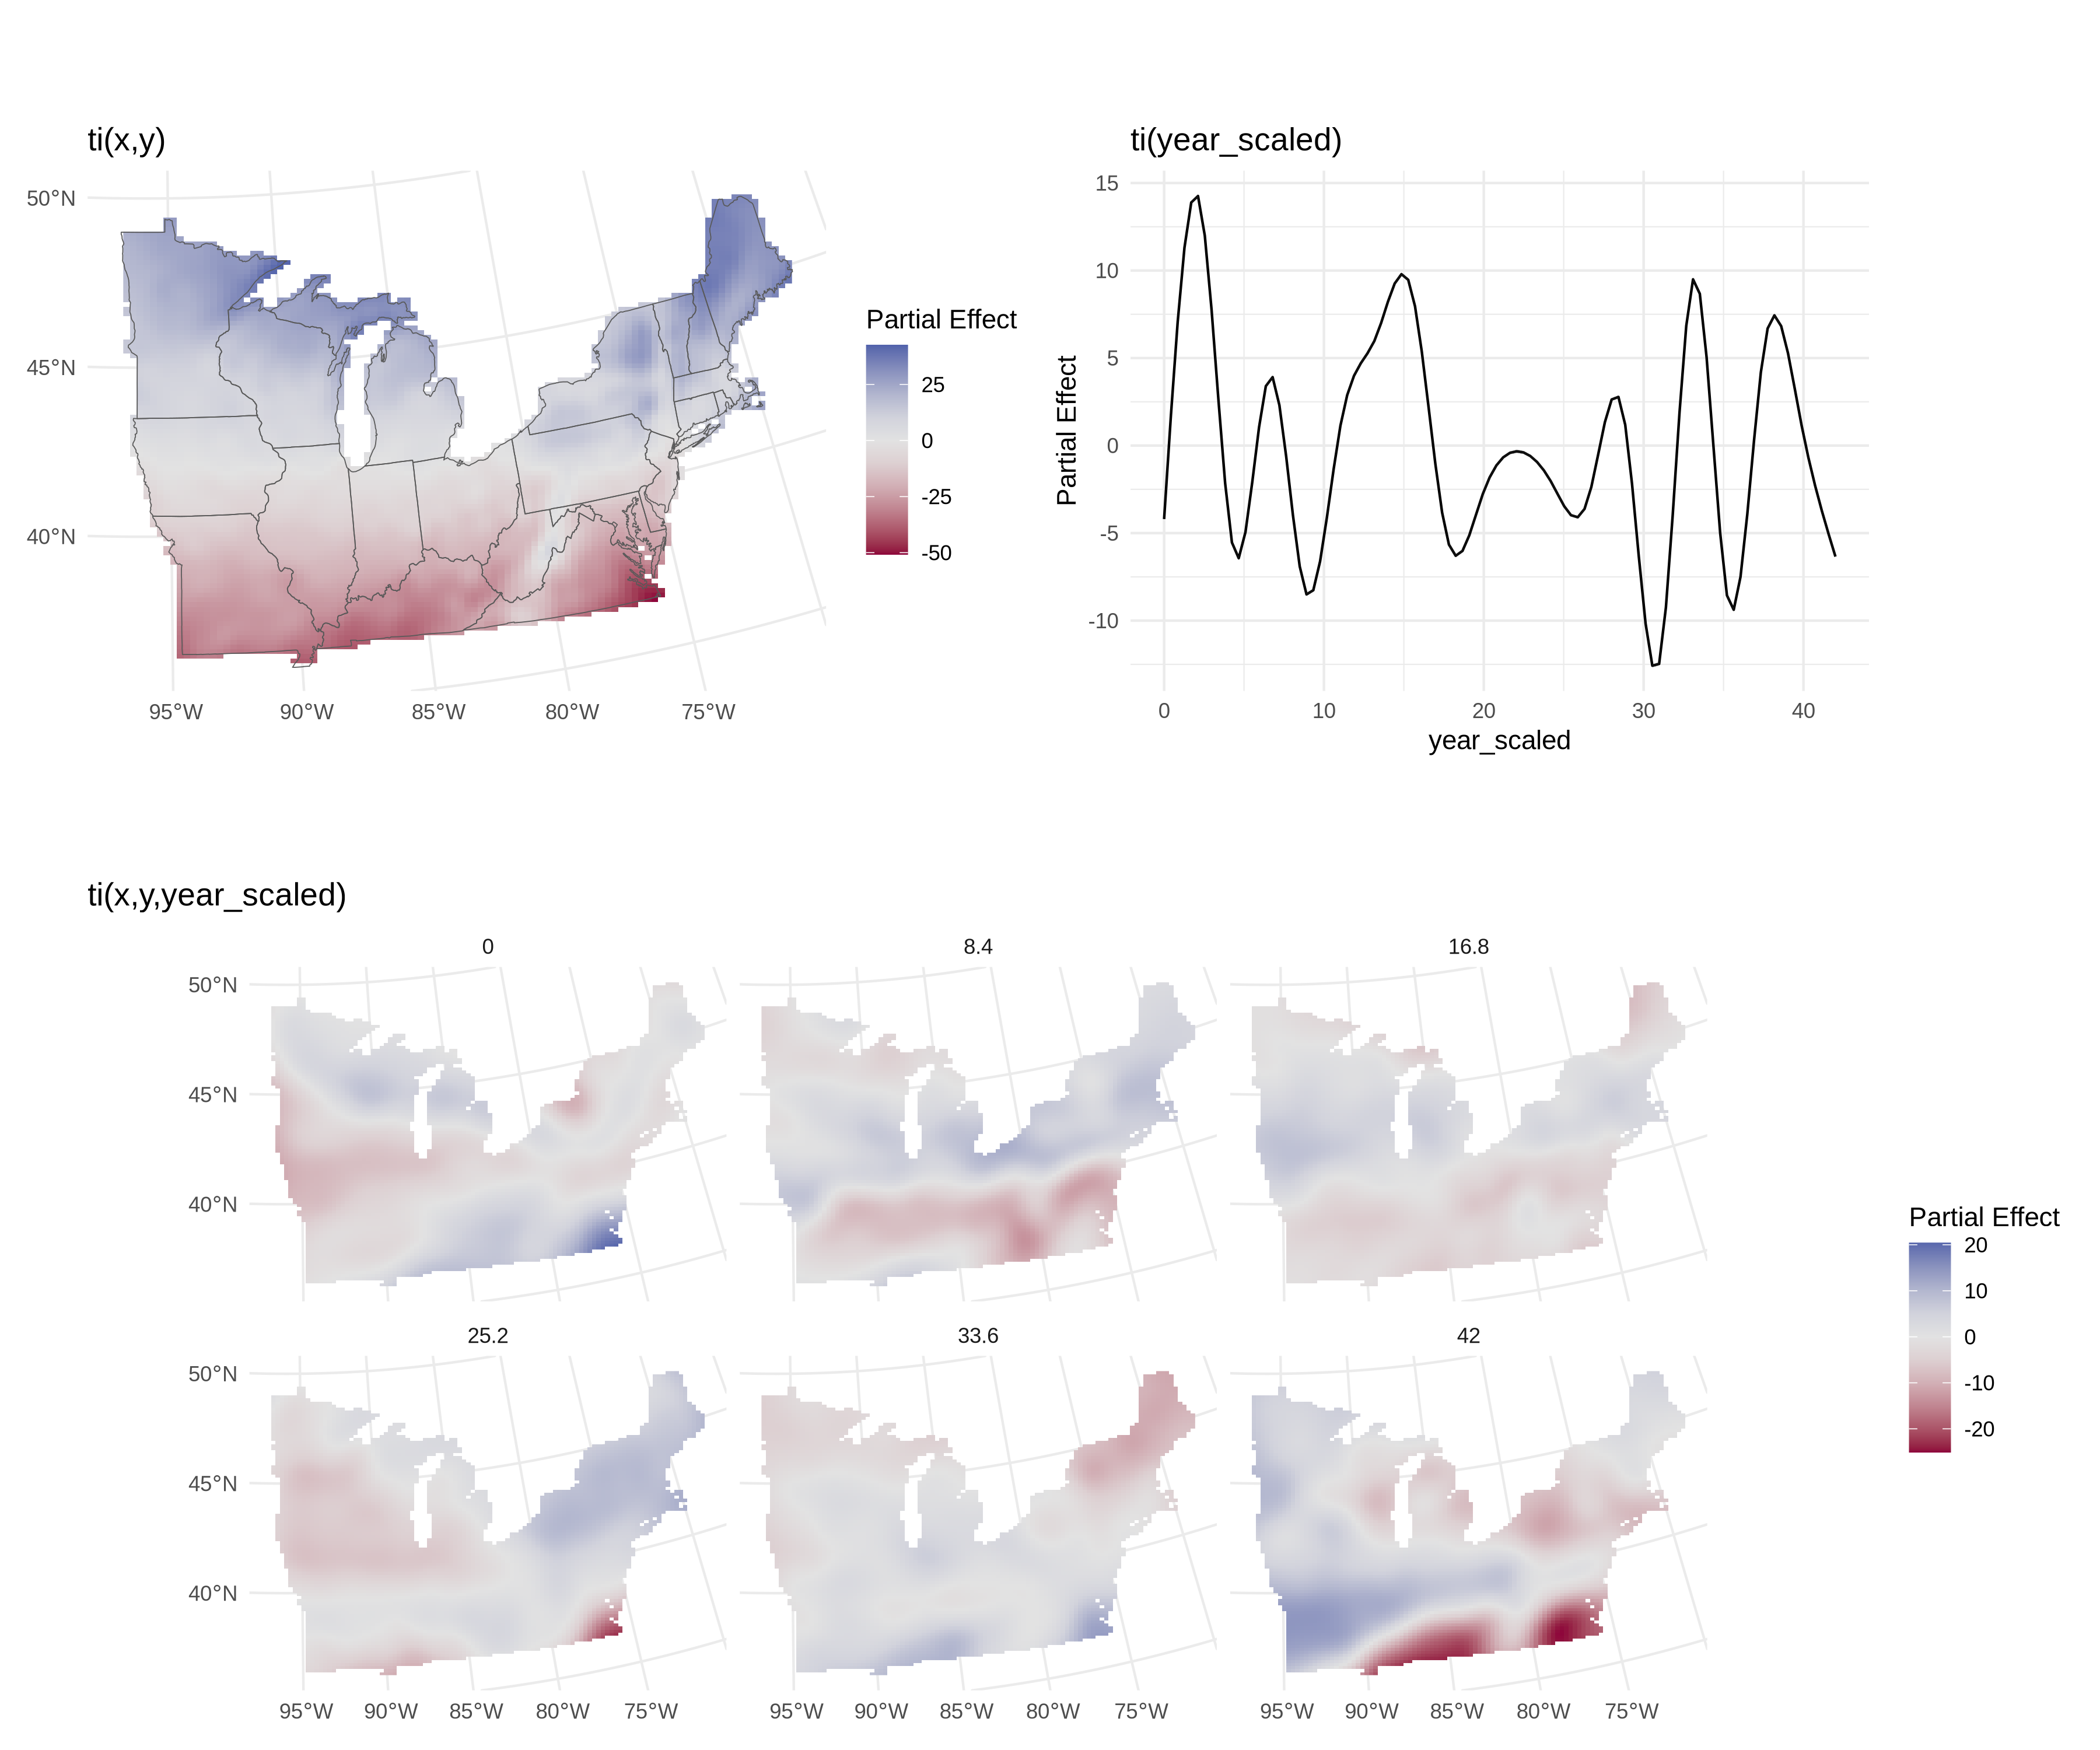 ti(x,y)
50°N
45°N
40°N
95°W 90°W 85°W 80°W 75°W
Partial Effect
25
0
-25
-50
ti(year_scaled)
Partial Effect
15
10
5
0
-5
-10
0 10 20 30 40
year_scaled
ti(x,y,year_scaled)
0 8.4 16.8
50°N
45°N
40°N
25.2 33.6 42
50°N
45°N
40°N
95°W 90°W 85°W 80°W 75°W 95°W 90°W 85°W 80°W 75°W 95°W 90°W 85°W 80°W 75°W
Partial Effect
20
10
0
-10
-20